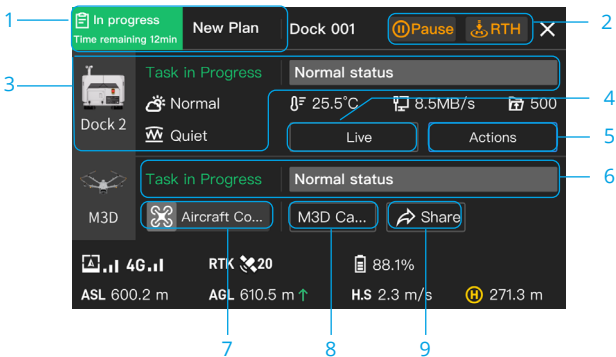 1
In progress
Time remaining 12min
New Plan
Dock 001
Pause
RTH
2
3
Dock 2
Task in Progress
Normal status
Normal
25.5°C
8.5MB/s
500
4
Quiet
Live
Actions
5
M3D
Task in Progress
Normal status
6
Aircraft Co...
M3D Ca...
Share
4G
RTK
20
88.1%
ASL 600.2 m
AGL 610.5 m
H.S 2.3 m/s
H
271.3 m
7
8
9